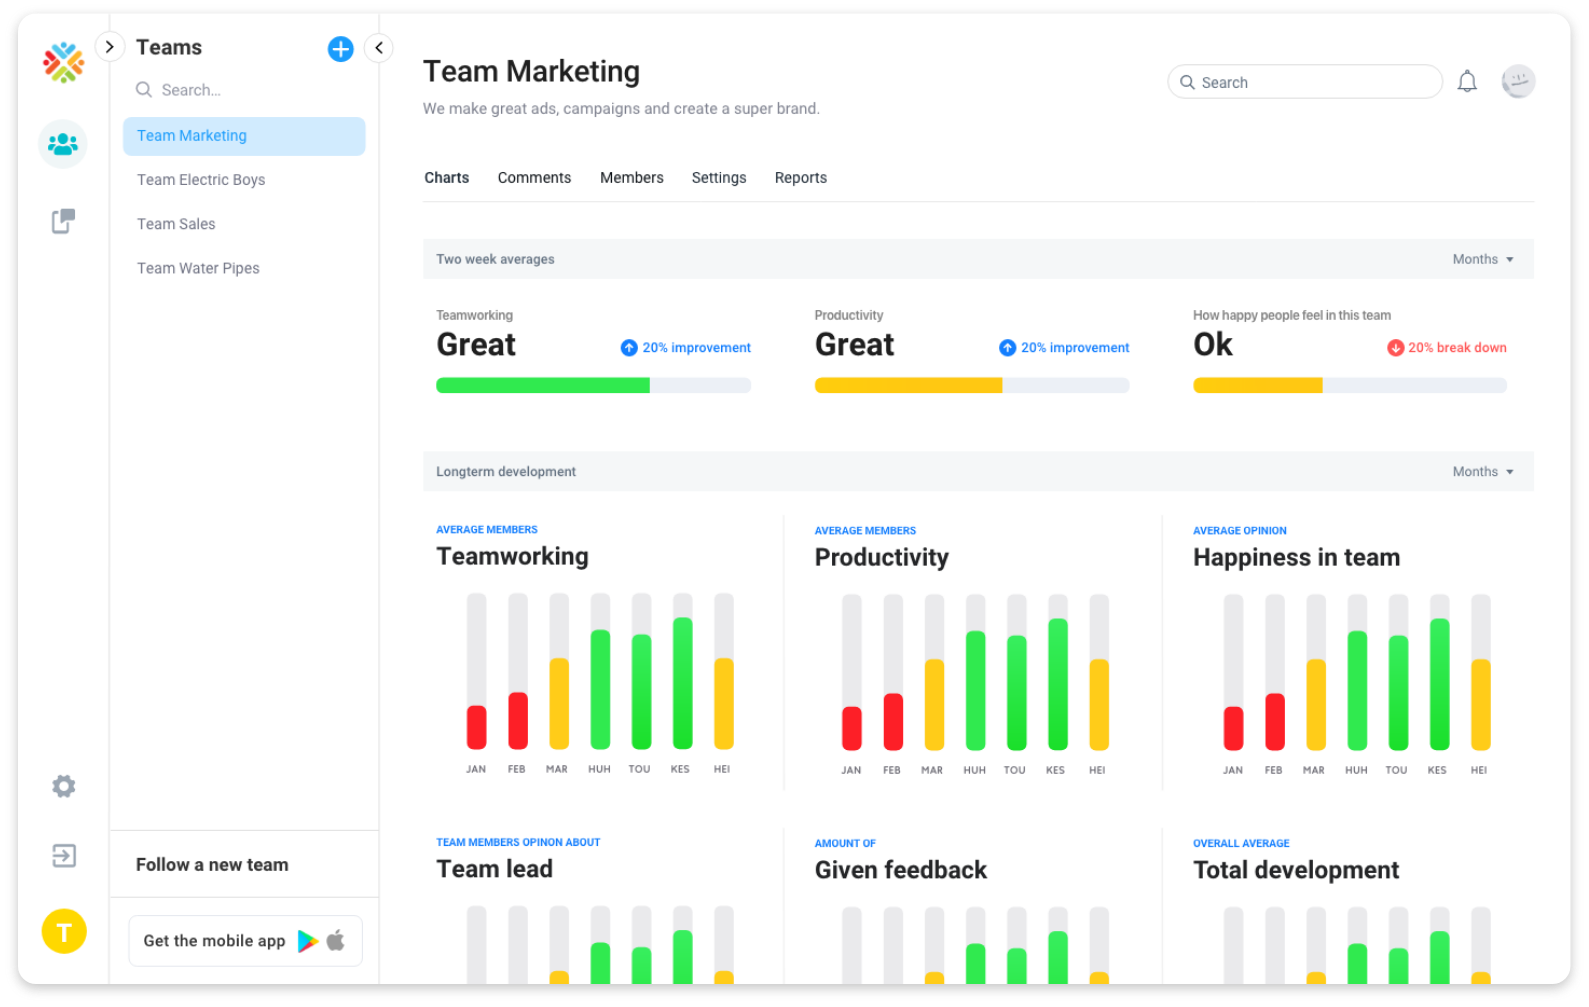 Teams
Search...
Team Marketing
Team Electric Boys
Team Sales
Team Water Pipes
Follow a new team
Get the mobile app
T
Team Marketing
We make great ads, campaigns and create a super brand.
Search
Charts Comments Members Settings Reports
Two week averages Months
Teamworking
Great 20% improvement
Productivity
Great 20% improvement
How happy people feel in this team
Ok 20% break down
Longterm development Months
AVERAGE MEMBERS
Teamworking
JAN FEB MAR HUH TOU KES HEI
AVERAGE MEMBERS
Productivity
JAN FEB MAR HUH TOU KES HEI
AVERAGE OPINION
Happiness in team
JAN FEB MAR HUH TOU KES HEI
TEAM MEMBERS OPINON ABOUT
Team lead
AMOUNT OF
Given feedback
OVERALL AVERAGE
Total development